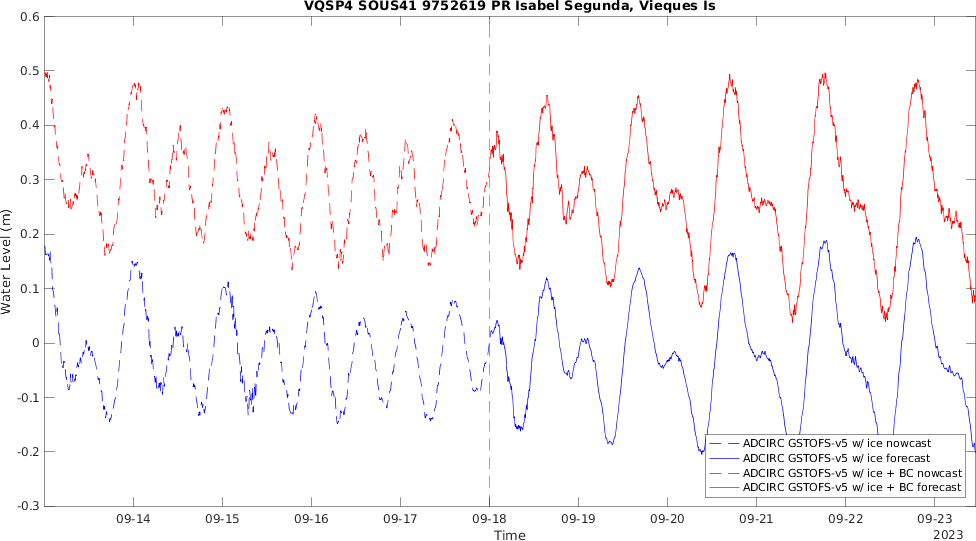 VQSP4 SOUS41 9752619 PR Isabel Segunda, Vieques Is
0.6
0.5
0.4
0.3
0.2
0.1
0
-0.1
-0.2
-0.3
Water Level (m)
ADCIRC GSTOFS-v5 w/ ice nowcast
ADCIRC GSTOFS-v5 w/ ice forecast
ADCIRC GSTOFS-v5 w/ ice + BC nowcast
ADCIRC GSTOFS-v5 w/ ice + BC forecast
09-14 09-15 09-16 09-17 09-18 09-19 09-20 09-21 09-22 09-23
Time
2023